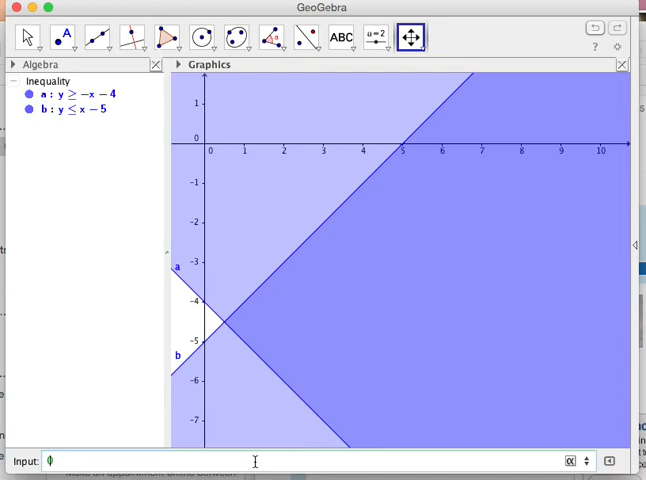 GeoGebra
A
ABC
a=2
?
Algebra
Graphics
Inequality
a : y ≥ −x − 4
b : y ≤ x − 5
1
0
0 1 2 3 4 5 6 7 8 9 10
−1
−2
−3
a
−4
−5
b
−6
−7
Input:
α